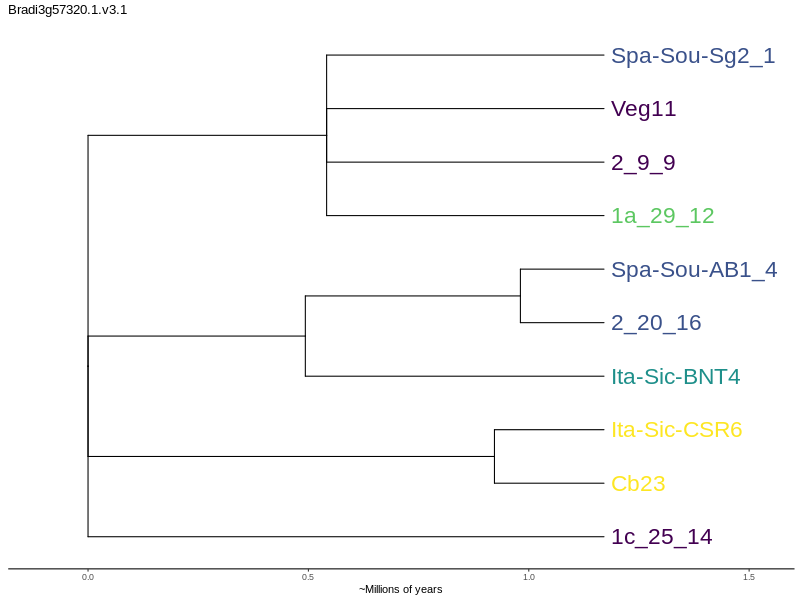 Bradi3g57320.1.v3.1
Spa-Sou-Sg2_1
Veg11
2_9_9
1a_29_12
Spa-Sou-AB1_4
2_20_16
Ita-Sic-BNT4
Ita-Sic-CSR6
Cb23
1c_25_14
0.0 0.5 1.0 1.5
~Millions of years